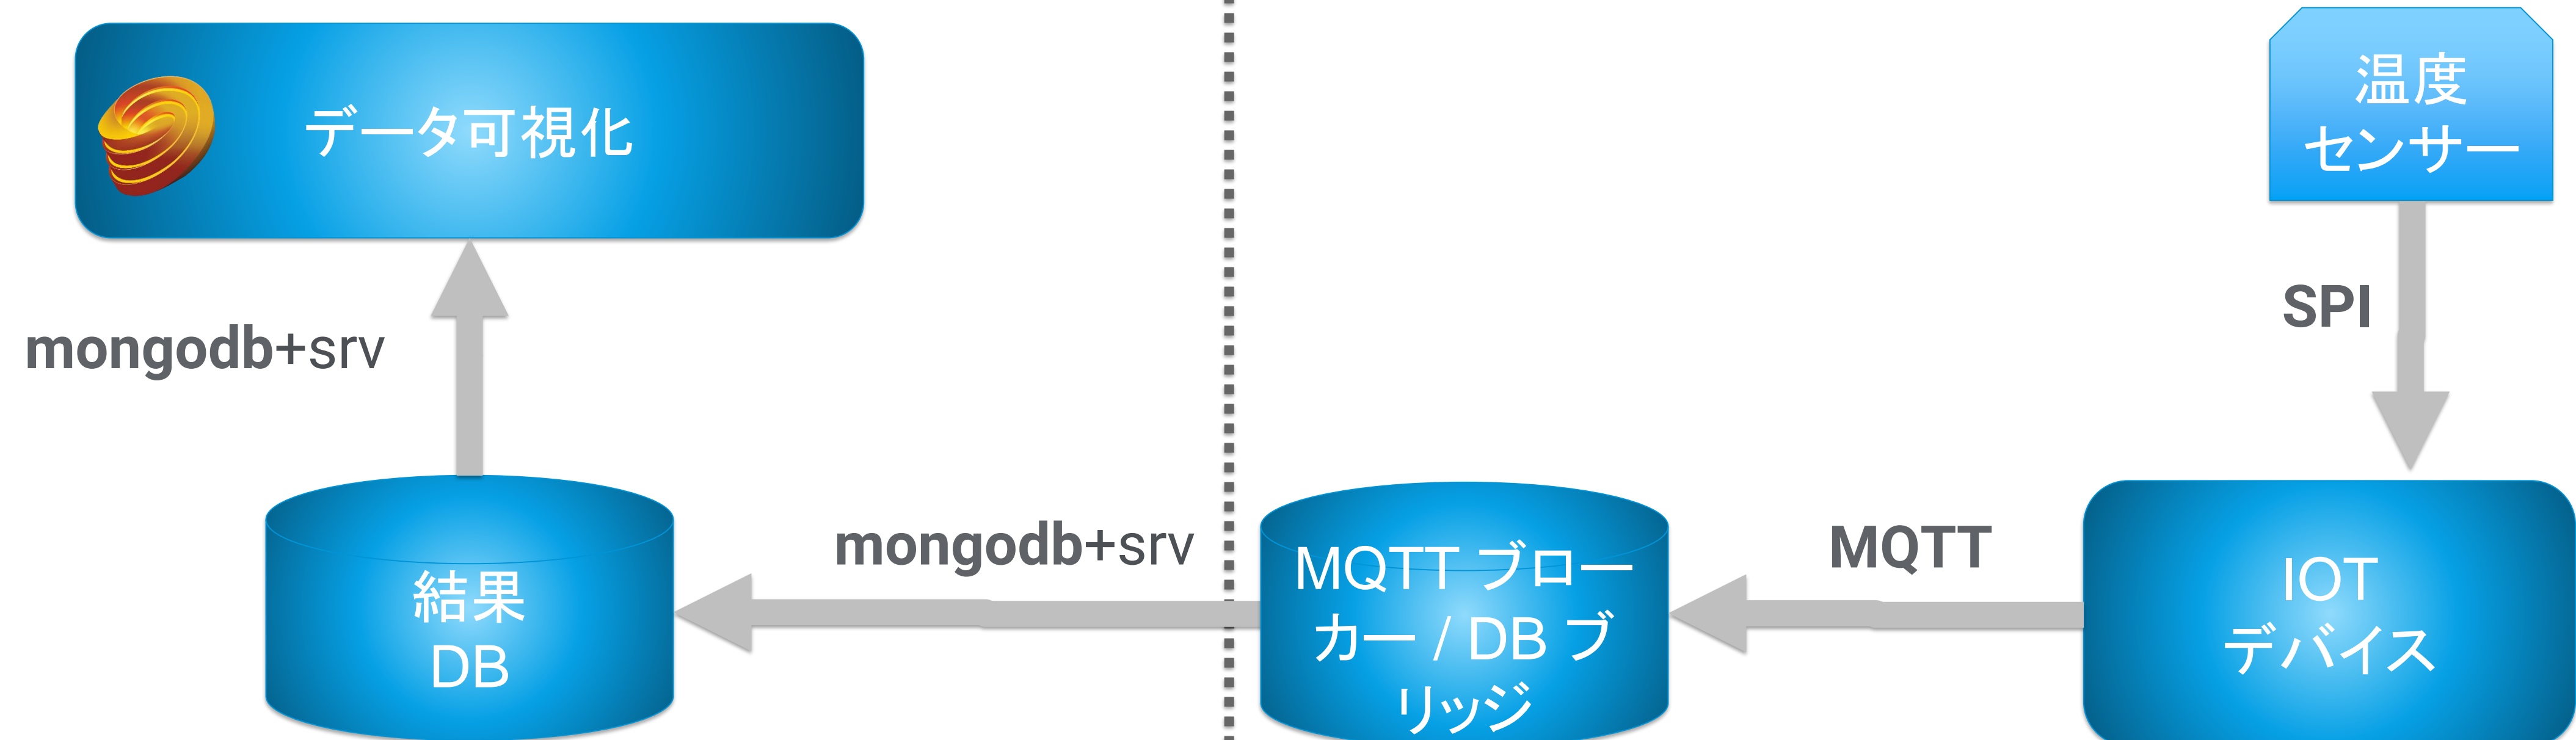 データ可視化
温度
センサー
SPI
mongodb+srv
mongodb+srv
MQTT
結果
DB
MQTT ブロー
カー / DB ブ
リッジ
IOT
デバイス